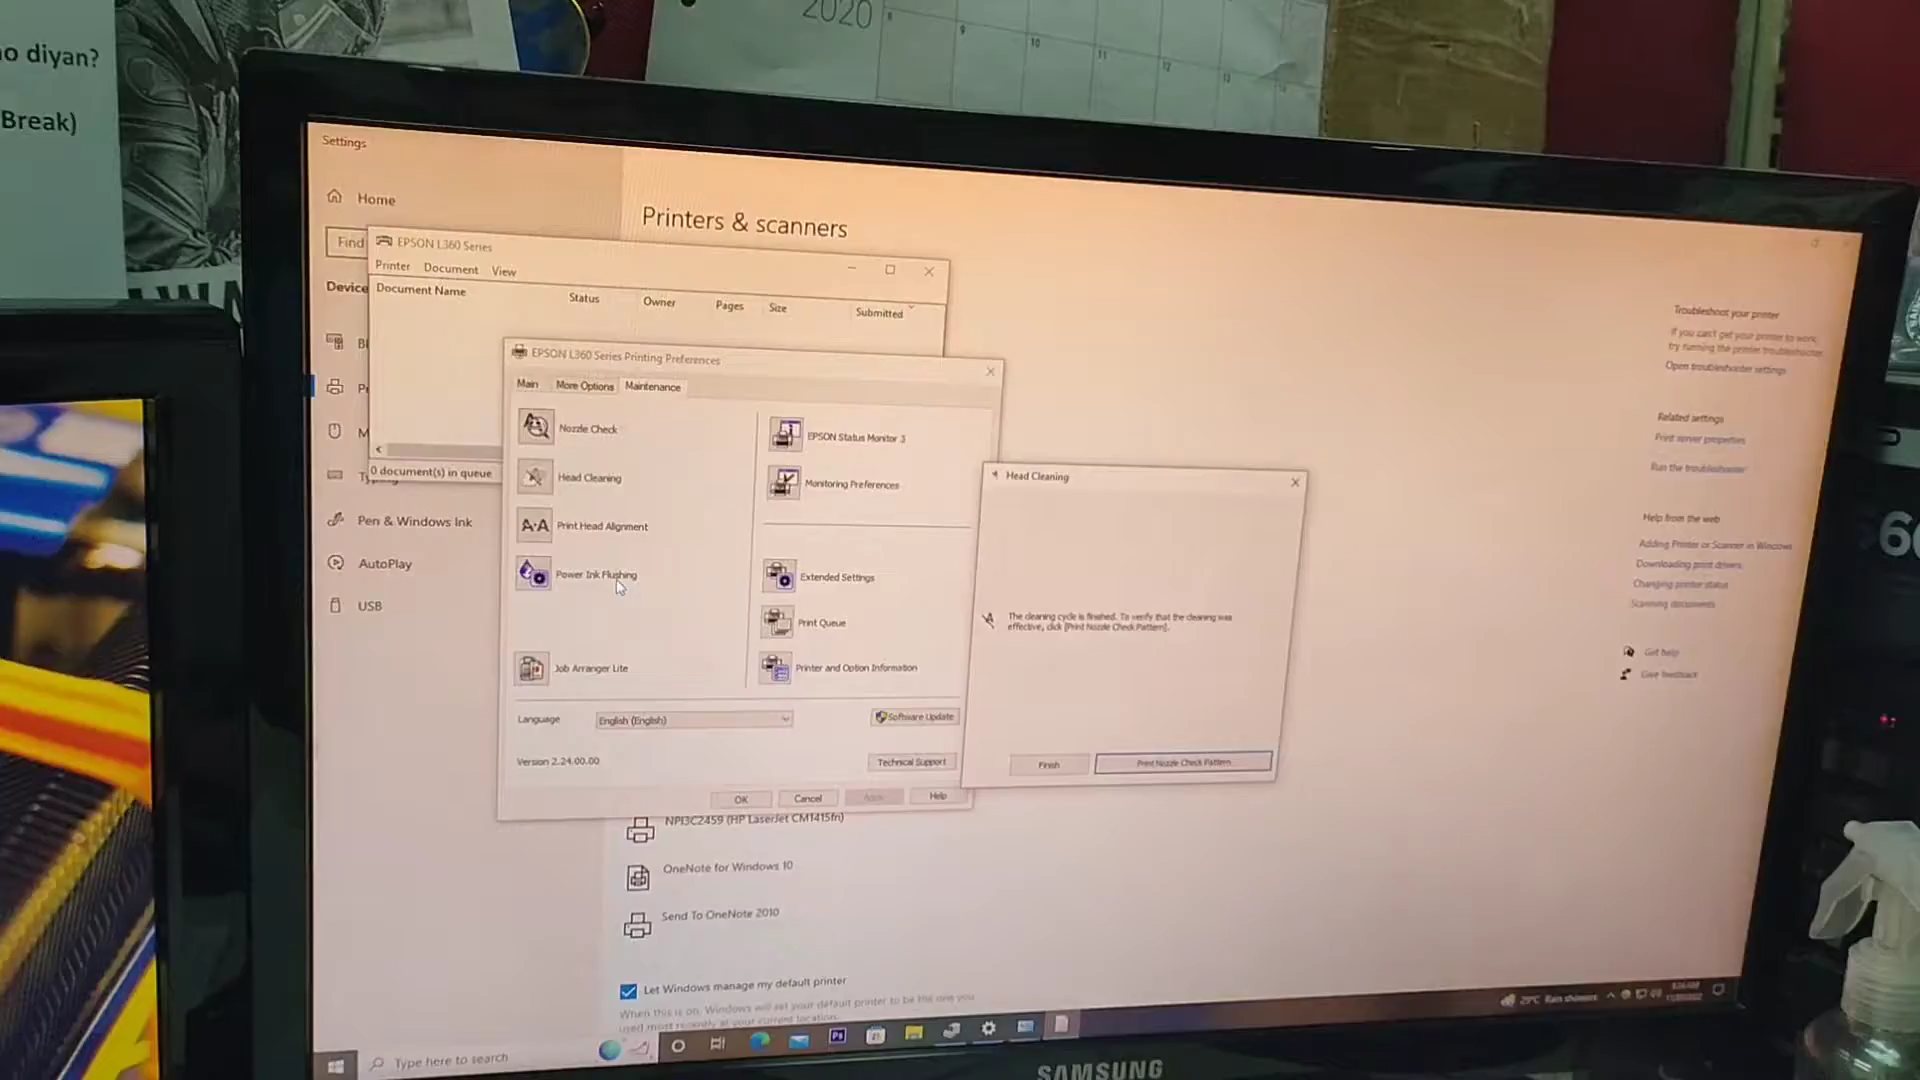 2020
8
9
10
11
12
13
o diyan?
Break)
Settings
Home
Find
Printers & scanners
EPSON L360 Series
Printer Document View
Document Name Status Owner Pages Size Submitted
0 document(s) in queue
Pen & Windows Ink
AutoPlay
USB
EPSON L360 Series Printing Preferences
Main More Options Maintenance
Nozzle Check
Head Cleaning
Print Head Alignment
Power Ink Flushing
Job Arranger Lite
EPSON Status Monitor 3
Monitoring Preferences
Extended Settings
Print Queue
Printer and Option Information
Language English (English)
Software Update
Version 2.24.00.00
Technical Support
OK Cancel Help
Head Cleaning
The cleaning cycle is finished. To verify that the cleaning was
effective, click [Print Nozzle Check Pattern].
Finish Print Nozzle Check Pattern
NPI3C2459 (HP LaserJet CM1415fn)
OneNote for Windows 10
Send To OneNote 2010
Let Windows manage my default printer
When this is on, Windows will set your default printer to be the one you
used most recently at your current location.
Troubleshoot your printer
If you can't get your printer to work,
try running the printer troubleshooter.
Open troubleshooter settings
Related settings
Print server properties
Run the troubleshooter
Help from the web
Adding Printer or Scanner in Windows
Downloading print drivers
Changing printer status
Scanning documents
Get help
Give feedback
Type here to search
29°C Rain showers
SAMSUNG